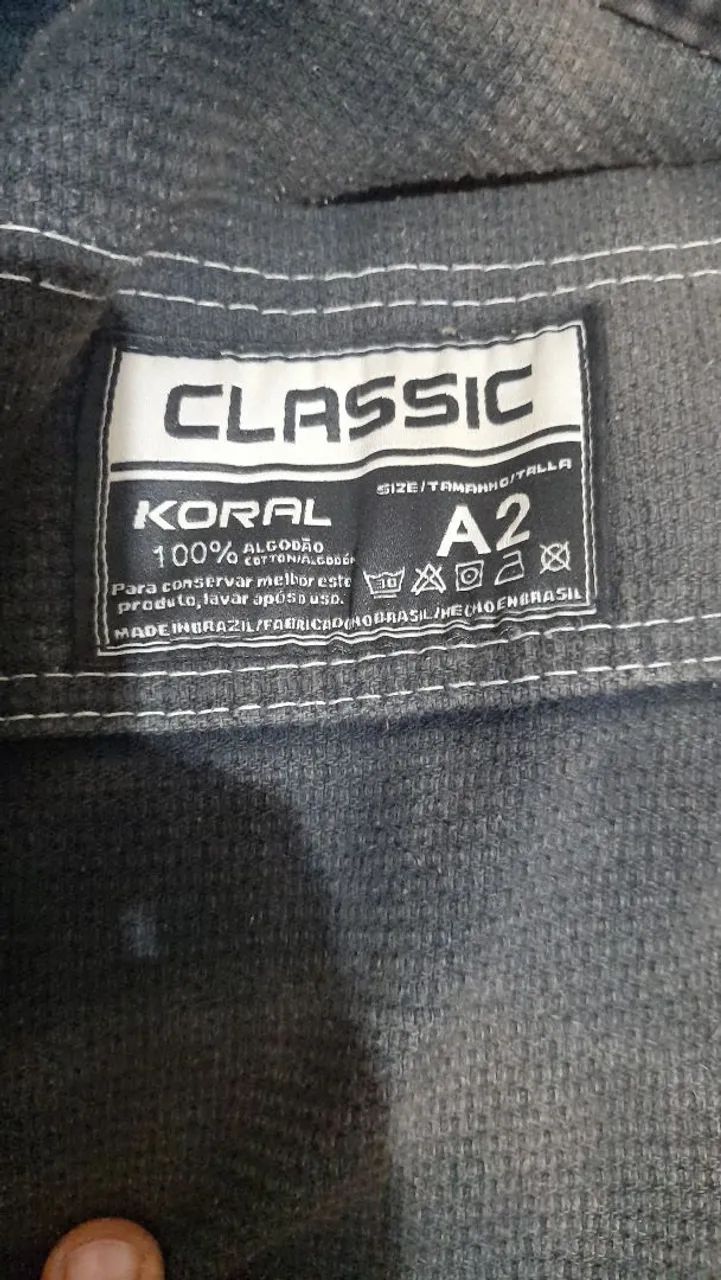 CLASSIC
KORAL
100% ALGODÃO
COTTON/ALGODÓN
Para conservar melhor este
produto, lavar após o uso.
SIZE/TAMANHO/TALLA
A2
30
MADE IN BRAZIL/FABRICADO NO BRASIL/HECHO EN BRASIL